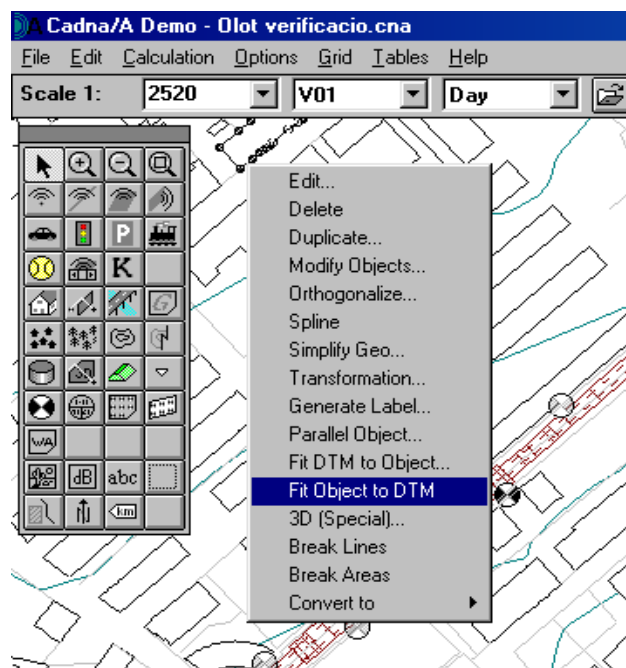 Cadna/A Demo - Olot verificacio.cna
File Edit Calculation Options Grid Tables Help
Scale 1: 2520 V01 Day
P
K
G
WA
dB abc
km
Edit...
Delete
Duplicate...
Modify Objects...
Orthogonalize...
Spline
Simplify Geo...
Transformation...
Generate Label...
Parallel Object...
Fit DTM to Object...
Fit Object to DTM
3D (Special)...
Break Lines
Break Areas
Convert to